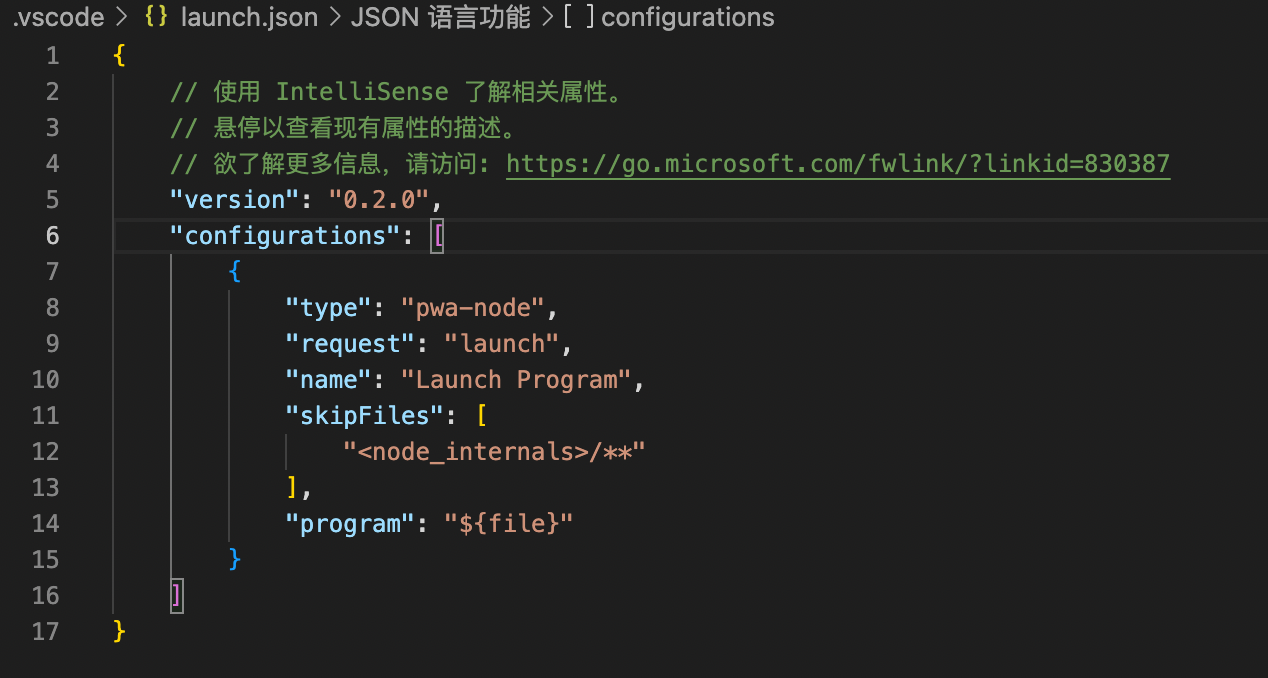 .vscode > {} launch.json > JSON 语言功能 > [ ] configurations
1 {
2 // 使用 IntelliSense 了解相关属性。
3 // 悬停以查看现有属性的描述。
4 // 欲了解更多信息，请访问: https://go.microsoft.com/fwlink/?linkid=830387
5 "version": "0.2.0",
6 "configurations": [
7 {
8 "type": "pwa-node",
9 "request": "launch",
10 "name": "Launch Program",
11 "skipFiles": [
12 "<node_internals>/**"
13 ],
14 "program": "${file}"
15 }
16 ]
17 }